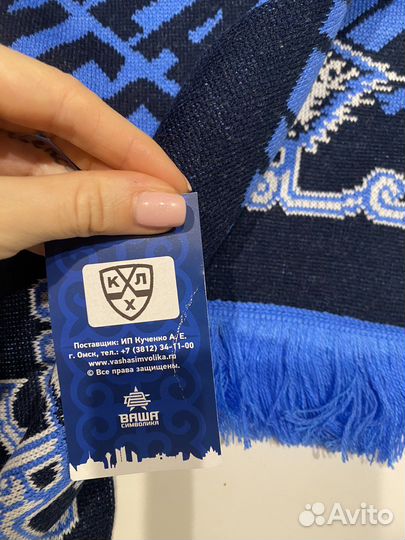 КХЛ
Поставщик: ИП Кученко А. Е.
г. Омск, тел.: +7 (3812) 34-11-00
www.vashasimvolika.ru
© Все права защищены.
ВАША
СИМВОЛИКА
Avito